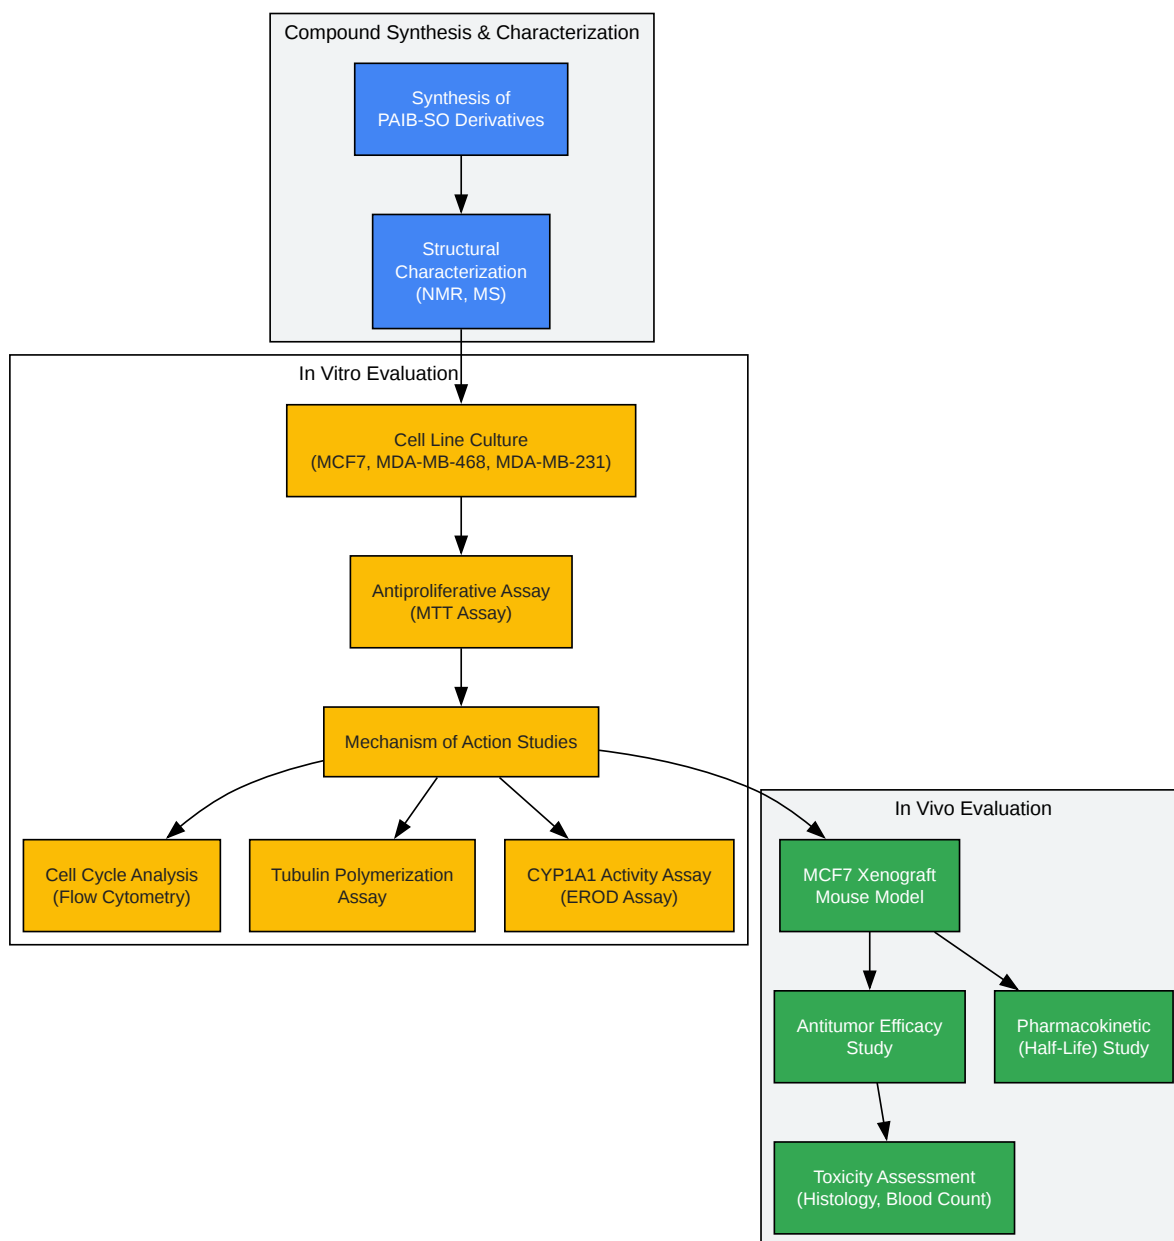 Compound Synthesis & Characterization
Synthesis of
PAIB-SO Derivatives
Structural
Characterization
(NMR, MS)
In Vitro Evaluation
Cell Line Culture
(MCF7, MDA-MB-468, MDA-MB-231)
Antiproliferative Assay
(MTT Assay)
Mechanism of Action Studies
Cell Cycle Analysis
(Flow Cytometry)
Tubulin Polymerization
Assay
CYP1A1 Activity Assay
(EROD Assay)
In Vivo Evaluation
MCF7 Xenograft
Mouse Model
Antitumor Efficacy
Study
Pharmacokinetic
(Half-Life) Study
Toxicity Assessment
(Histology, Blood Count)